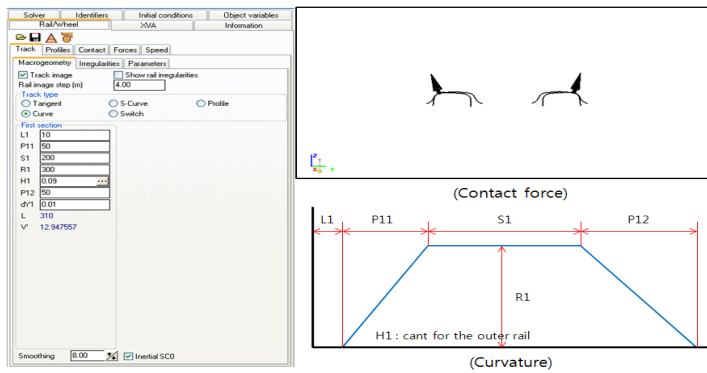 Solver Identifiers Initial conditions Object variables
Rail/Wheel XVA Information
Track Profiles Contact Forces Speed
Macrogeometry Irregularities Parameters
Track image Show rail irregularities
Rail image step (m) 4.00
Track type
Tangent S-Curve Profile
Curve Switch
First section
L1 10
P11 50
S1 200
R1 300
H1 0.09 ...
P12 50
dY1 0.01
L 310
V' 12.947557
Smoothing 8.00 Inertial SC0
Z
Y
(Contact force)
L1 P11 S1 P12
R1
H1 : cant for the outer rail
(Curvature)